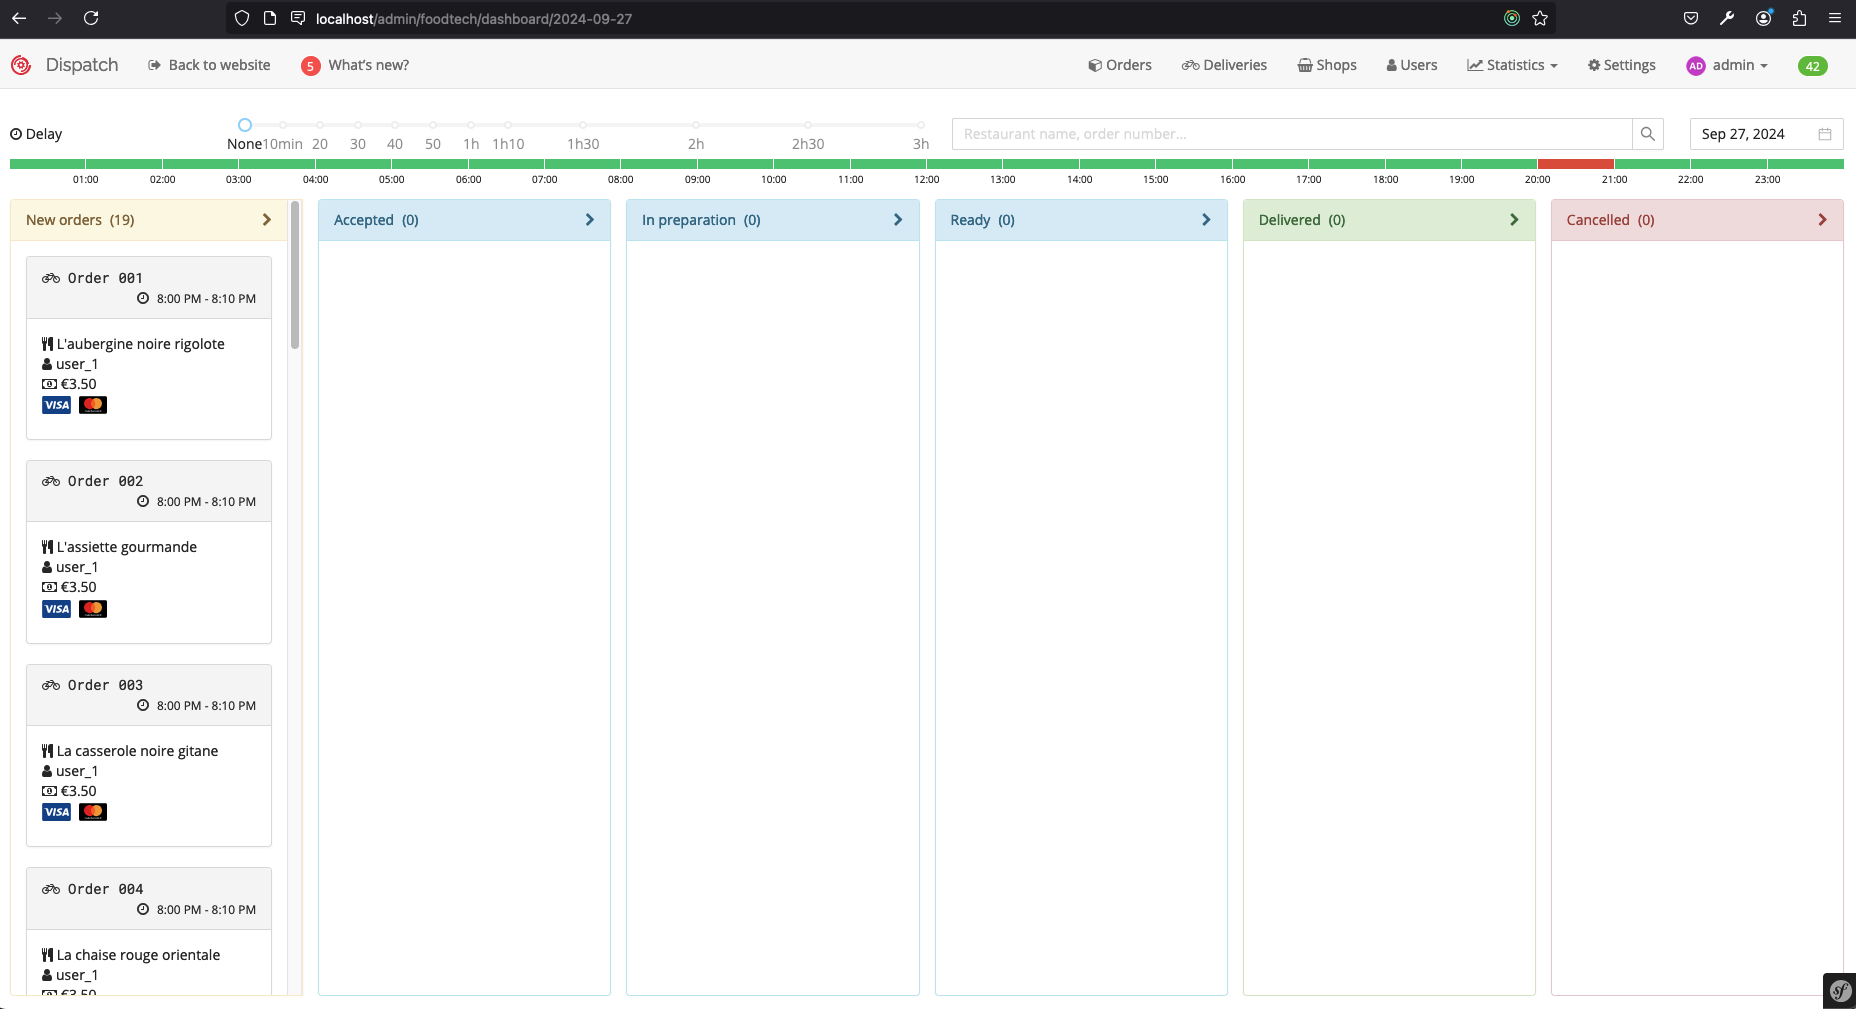 localhost/admin/foodtech/dashboard/2024-09-27
Dispatch
Back to website
5
What's new?
Orders
Deliveries
Shops
Users
Statistics
Settings
AD
admin
42
Delay
None 10min 20 30 40 50 1h 1h10 1h30 2h 2h30 3h
Restaurant name, order number...
Sep 27, 2024
01:00 02:00 03:00 04:00 05:00 06:00 07:00 08:00 09:00 10:00 11:00 12:00 13:00 14:00 15:00 16:00 17:00 18:00 19:00 20:00 21:00 22:00 23:00
New orders (19)
Accepted (0)
In preparation (0)
Ready (0)
Delivered (0)
Cancelled (0)
Order 001
8:00 PM - 8:10 PM
L'aubergine noire rigolote
user_1
€3.50
VISA
Order 002
8:00 PM - 8:10 PM
L'assiette gourmande
user_1
€3.50
VISA
Order 003
8:00 PM - 8:10 PM
La casserole noire gitane
user_1
€3.50
VISA
Order 004
8:00 PM - 8:10 PM
La chaise rouge orientale
user_1
€3.50
sf